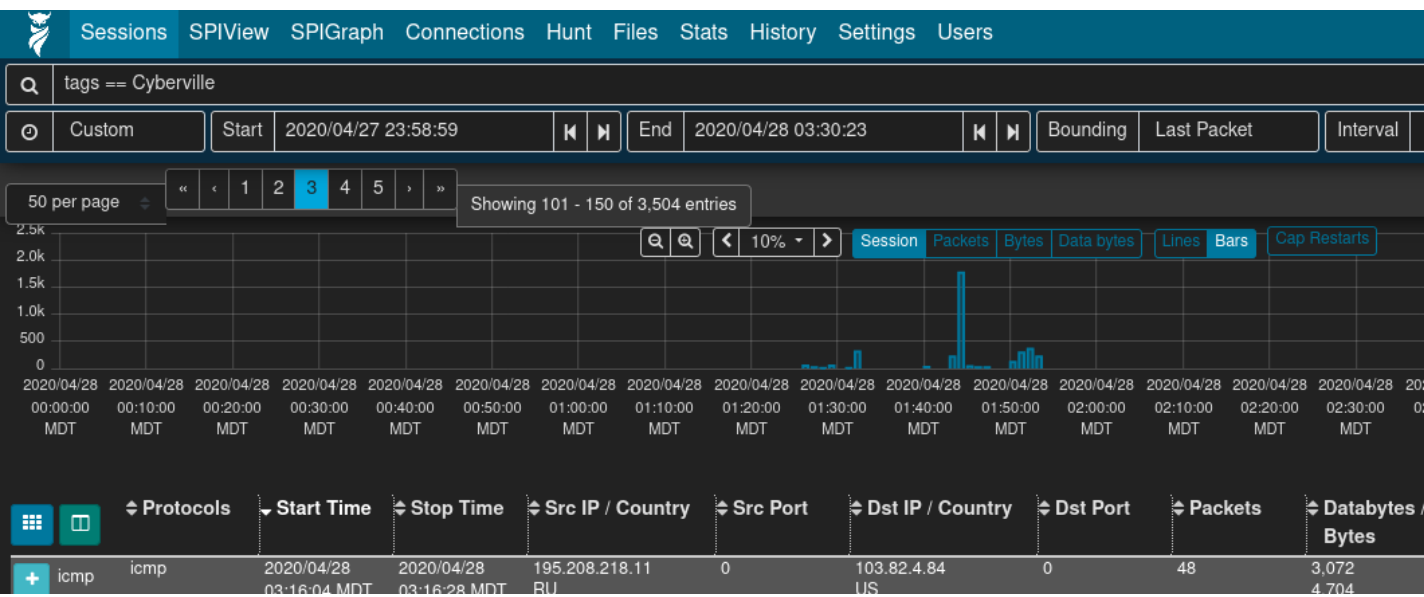 Sessions SPIView SPIGraph Connections Hunt Files Stats History Settings Users
tags == Cyberville
Custom Start 2020/04/27 23:58:59 End 2020/04/28 03:30:23 Bounding Last Packet Interval
50 per page « ‹ 1 2 3 4 5 › » Showing 101 - 150 of 3,504 entries
2.5k
10% Session Packets Bytes Data bytes Lines Bars Cap Restarts
2.0k
1.5k
1.0k
500
0
2020/04/28 2020/04/28 2020/04/28 2020/04/28 2020/04/28 2020/04/28 2020/04/28 2020/04/28 2020/04/28 2020/04/28 2020/04/28 2020/04/28 2020/04/28 2020/04/28 2020/04/28 2020/04/28
00:00:00 00:10:00 00:20:00 00:30:00 00:40:00 00:50:00 01:00:00 01:10:00 01:20:00 01:30:00 01:40:00 01:50:00 02:00:00 02:10:00 02:20:00 02:30:00
MDT MDT MDT MDT MDT MDT MDT MDT MDT MDT MDT MDT MDT MDT MDT MDT
Protocols Start Time Stop Time Src IP / Country Src Port Dst IP / Country Dst Port Packets Databytes /
Bytes
icmp icmp 2020/04/28 2020/04/28 195.208.218.11 0 103.82.4.84 0 48 3,072
03:16:04 MDT 03:16:28 MDT RU US 4,704